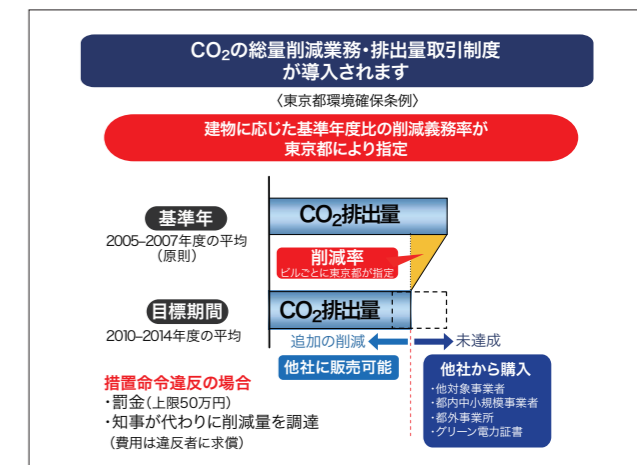 CO₂の総量削減業務・排出量取引制度
が導入されます
〈東京都環境確保条例〉
建物に応じた基準年度比の削減義務率が
東京都により指定
基準年
2005–2007年度の平均
(原則)
CO₂排出量
削減率
ビルごとに東京都が指定
目標期間
2010–2014年度の平均
CO₂排出量
追加の削減
未達成
他社に販売可能
他社から購入
・他対象事業者
・都内中小規模事業者
・都外事業所
・グリーン電力証書
措置命令違反の場合
・罰金(上限50万円)
・知事が代わりに削減量を調達
(費用は違反者に求償)